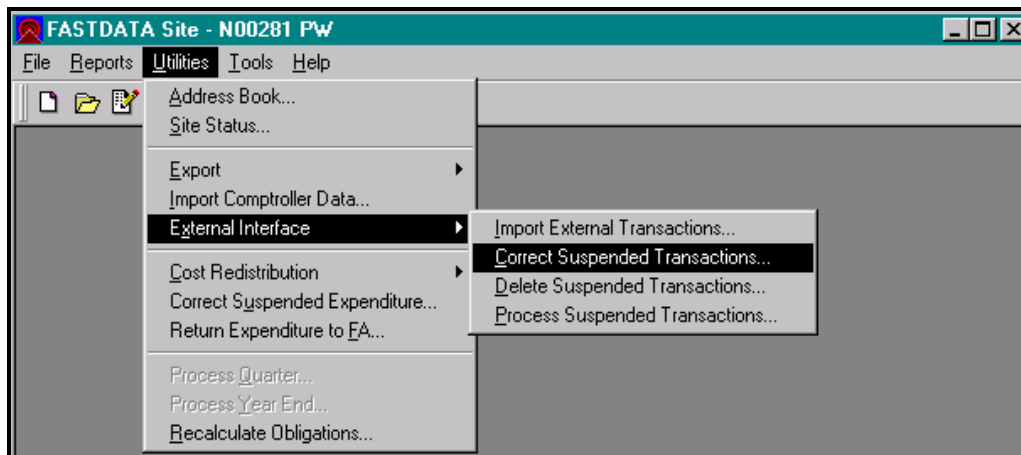 FASTDATA Site - N00281 PW
File Reports Utilities Tools Help
Address Book...
Site Status...
Export
Import Comptroller Data...
External Interface
Import External Transactions...
Correct Suspended Transactions...
Delete Suspended Transactions...
Process Suspended Transactions...
Cost Redistribution
Correct Suspended Expenditure...
Return Expenditure to FA...
Process Quarter...
Process Year End...
Recalculate Obligations...